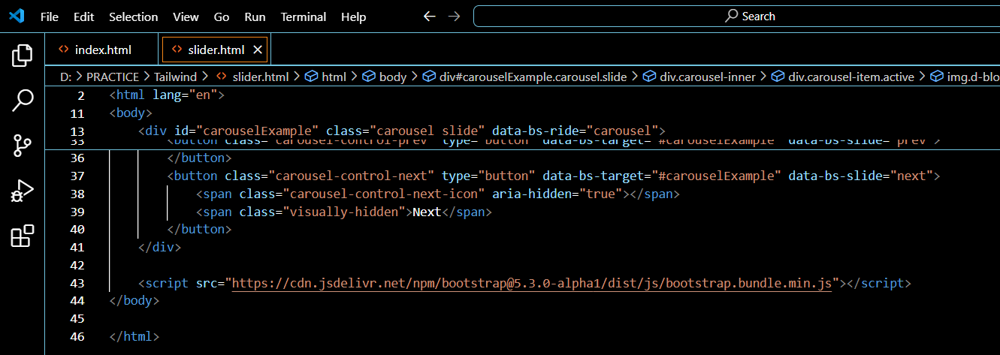 File Edit Selection View Go Run Terminal Help Search
index.html slider.html
D: > PRACTICE > Tailwind > slider.html > html > body > div#carouselExample.carousel.slide > div.carousel-inner > div.carousel-item.active > img.d-blo
2 <html lang="en">
11 <body>
13 <div id="carouselExample" class="carousel slide" data-bs-ride="carousel">
33 <button class="carousel-control-prev" type="button" data-bs-target="#carouselExample" data-bs-slide="prev">
36 </button>
37 <button class="carousel-control-next" type="button" data-bs-target="#carouselExample" data-bs-slide="next">
38 <span class="carousel-control-next-icon" aria-hidden="true"></span>
39 <span class="visually-hidden">Next</span>
40 </button>
41 </div>
42
43 <script src="https://cdn.jsdelivr.net/npm/bootstrap@5.3.0-alpha1/dist/js/bootstrap.bundle.min.js"></script>
44 </body>
45
46 </html>